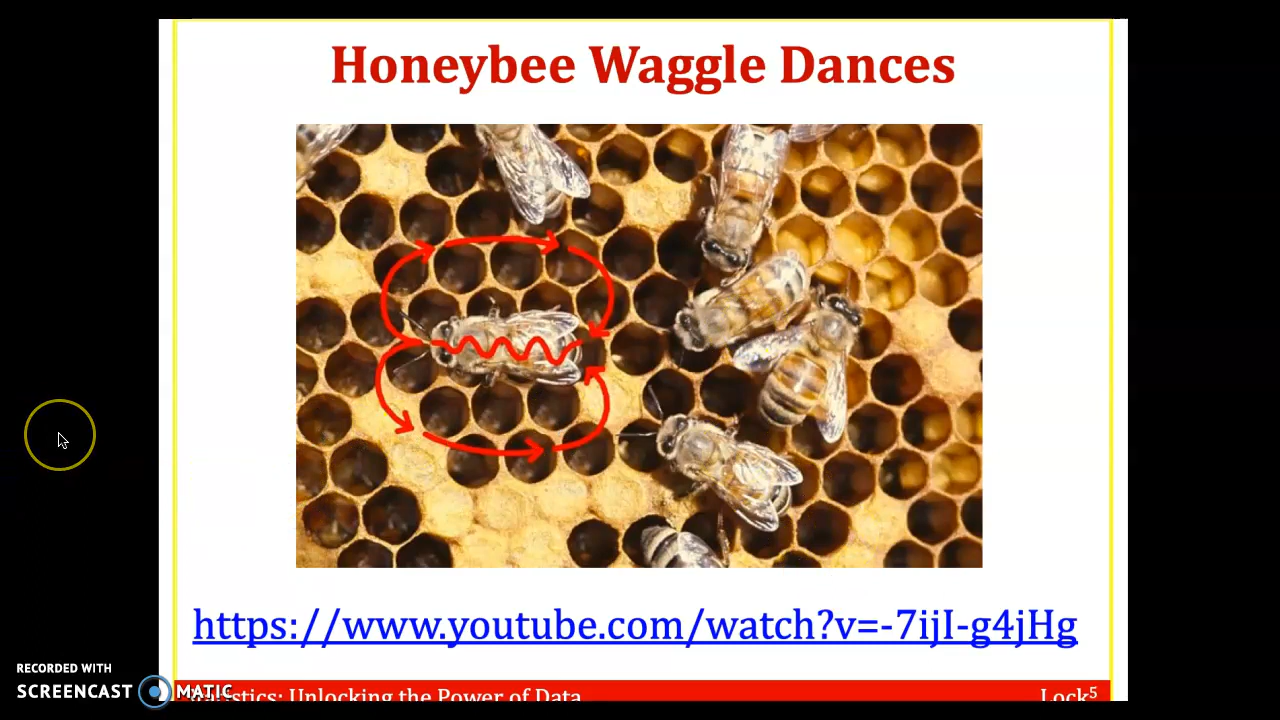 Honeybee Waggle Dances
https://www.youtube.com/watch?v=-7ijI-g4jHg
RECORDED WITH
SCREENCAST MATIC
Statistics: Unlocking the Power of Data
Lock5